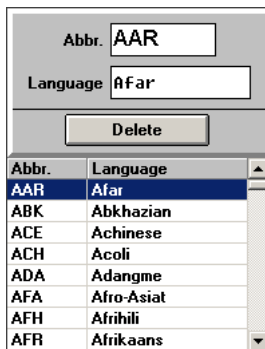 Abbr. AAR
Language Afar
Delete
Abbr. Language
AAR Afar
ABK Abkhazian
ACE Achinese
ACH Acoli
ADA Adangme
AFA Afro-Asiat
AFH Afrihili
AFR Afrikaans